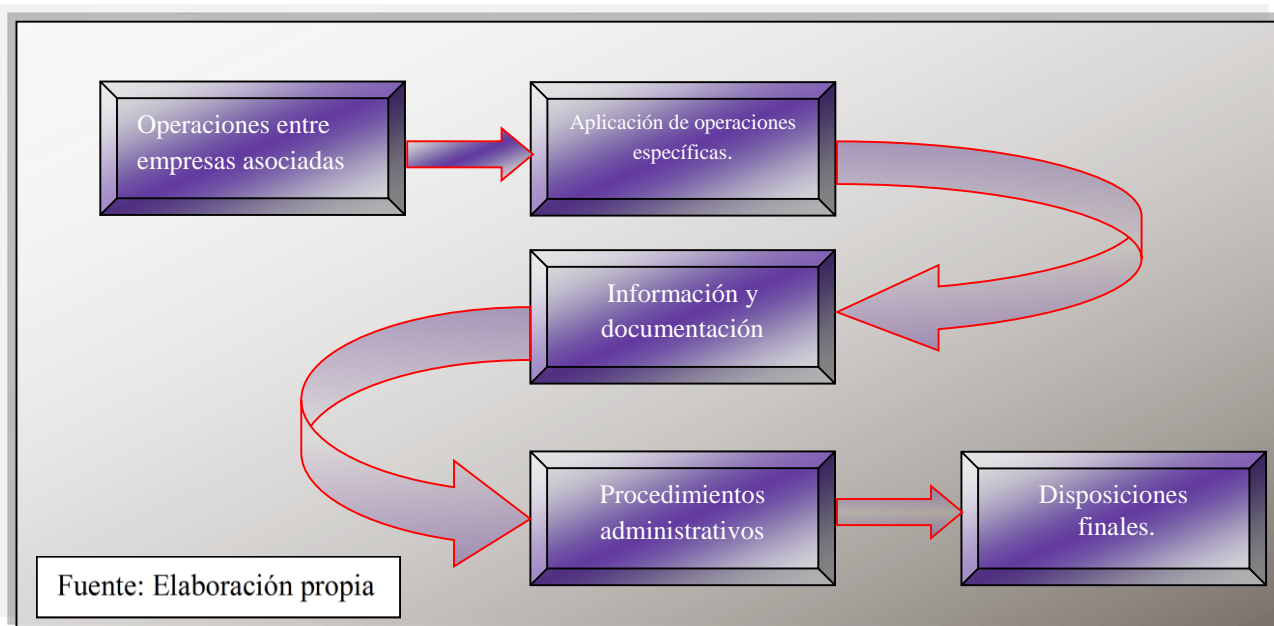 Operaciones entre
empresas asociadas
Aplicación de operaciones
específicas.
Información y
documentación
Procedimientos
administrativos
Disposiciones
finales.
Fuente: Elaboración propia